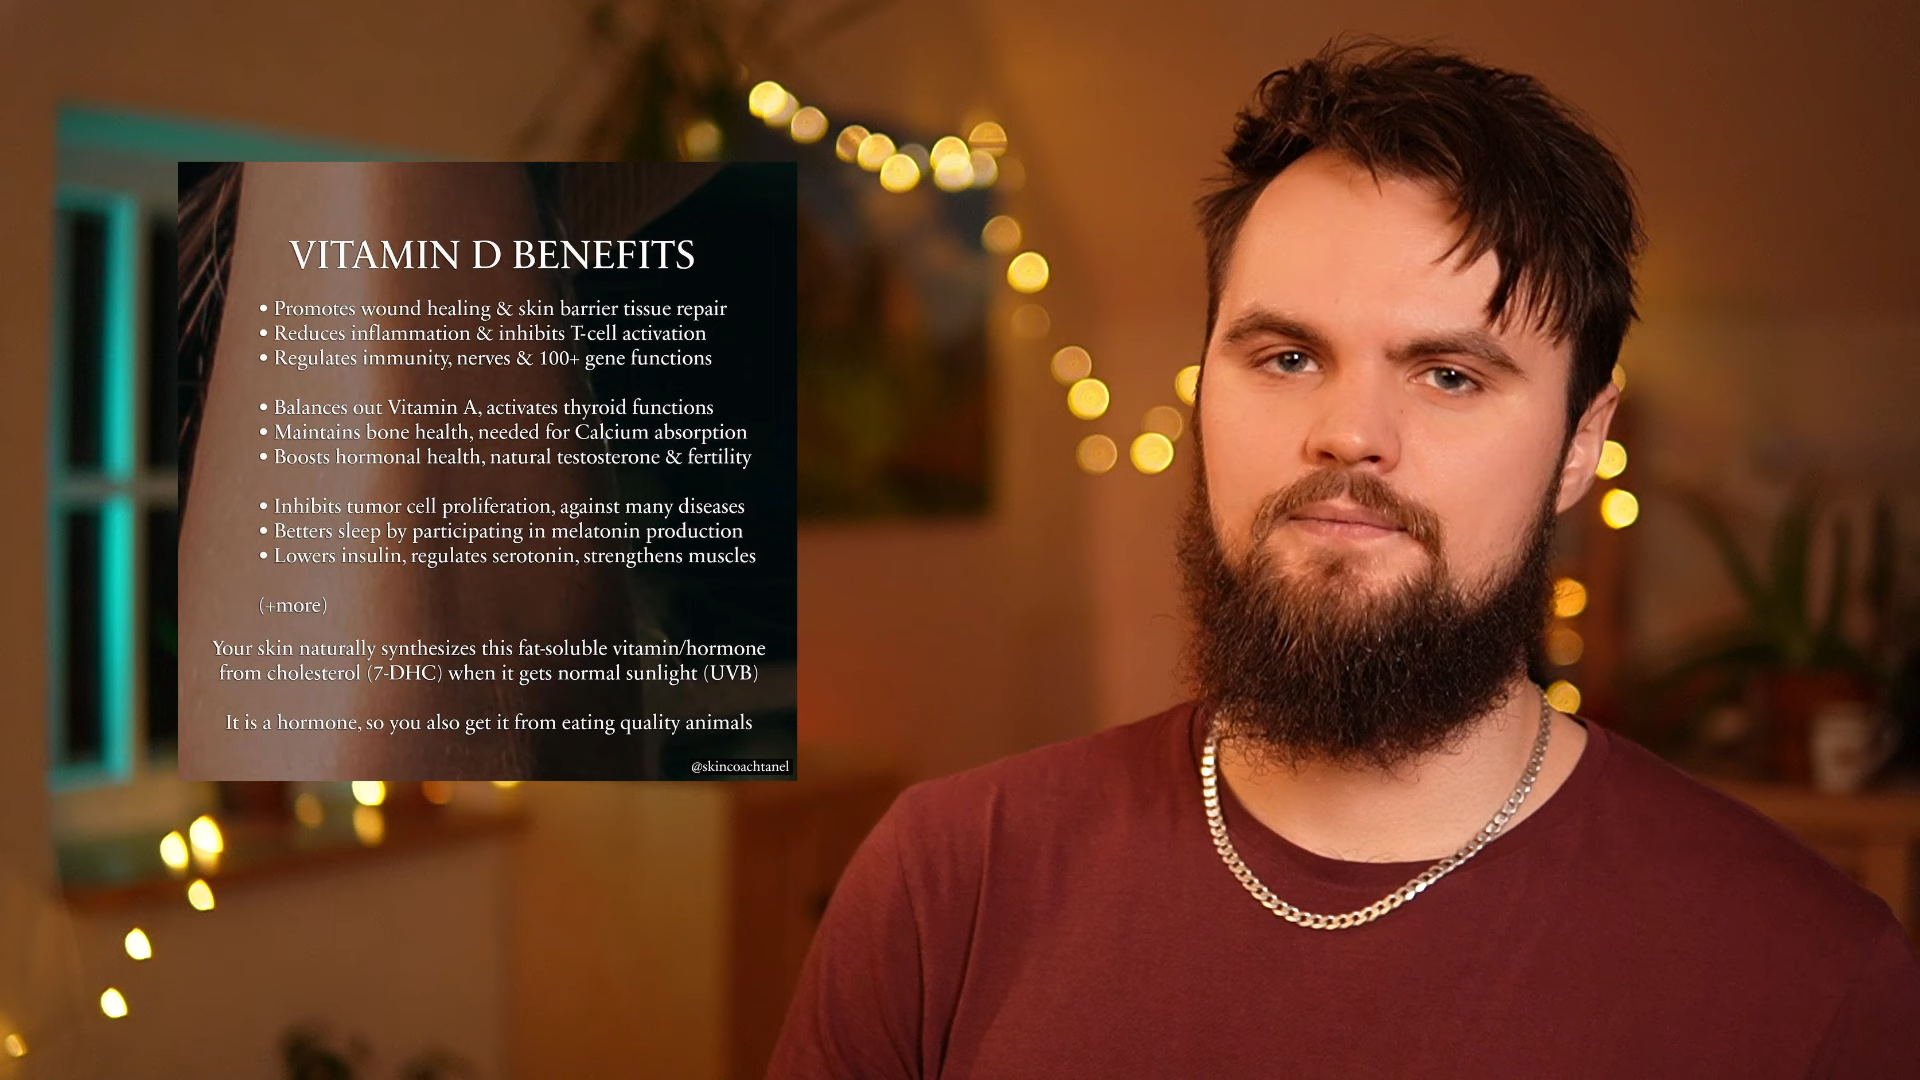 VITAMIN D BENEFITS
• Promotes wound healing & skin barrier tissue repair
• Reduces inflammation & inhibits T-cell activation
• Regulates immunity, nerves & 100+ gene functions
• Balances out Vitamin A, activates thyroid functions
• Maintains bone health, needed for Calcium absorption
• Boosts hormonal health, natural testosterone & fertility
• Inhibits tumor cell proliferation, against many diseases
• Betters sleep by participating in melatonin production
• Lowers insulin, regulates serotonin, strengthens muscles
(+more)
Your skin naturally synthesizes this fat-soluble vitamin/hormone
from cholesterol (7-DHC) when it gets normal sunlight (UVB)
It is a hormone, so you also get it from eating quality animals
@skincoachtanel